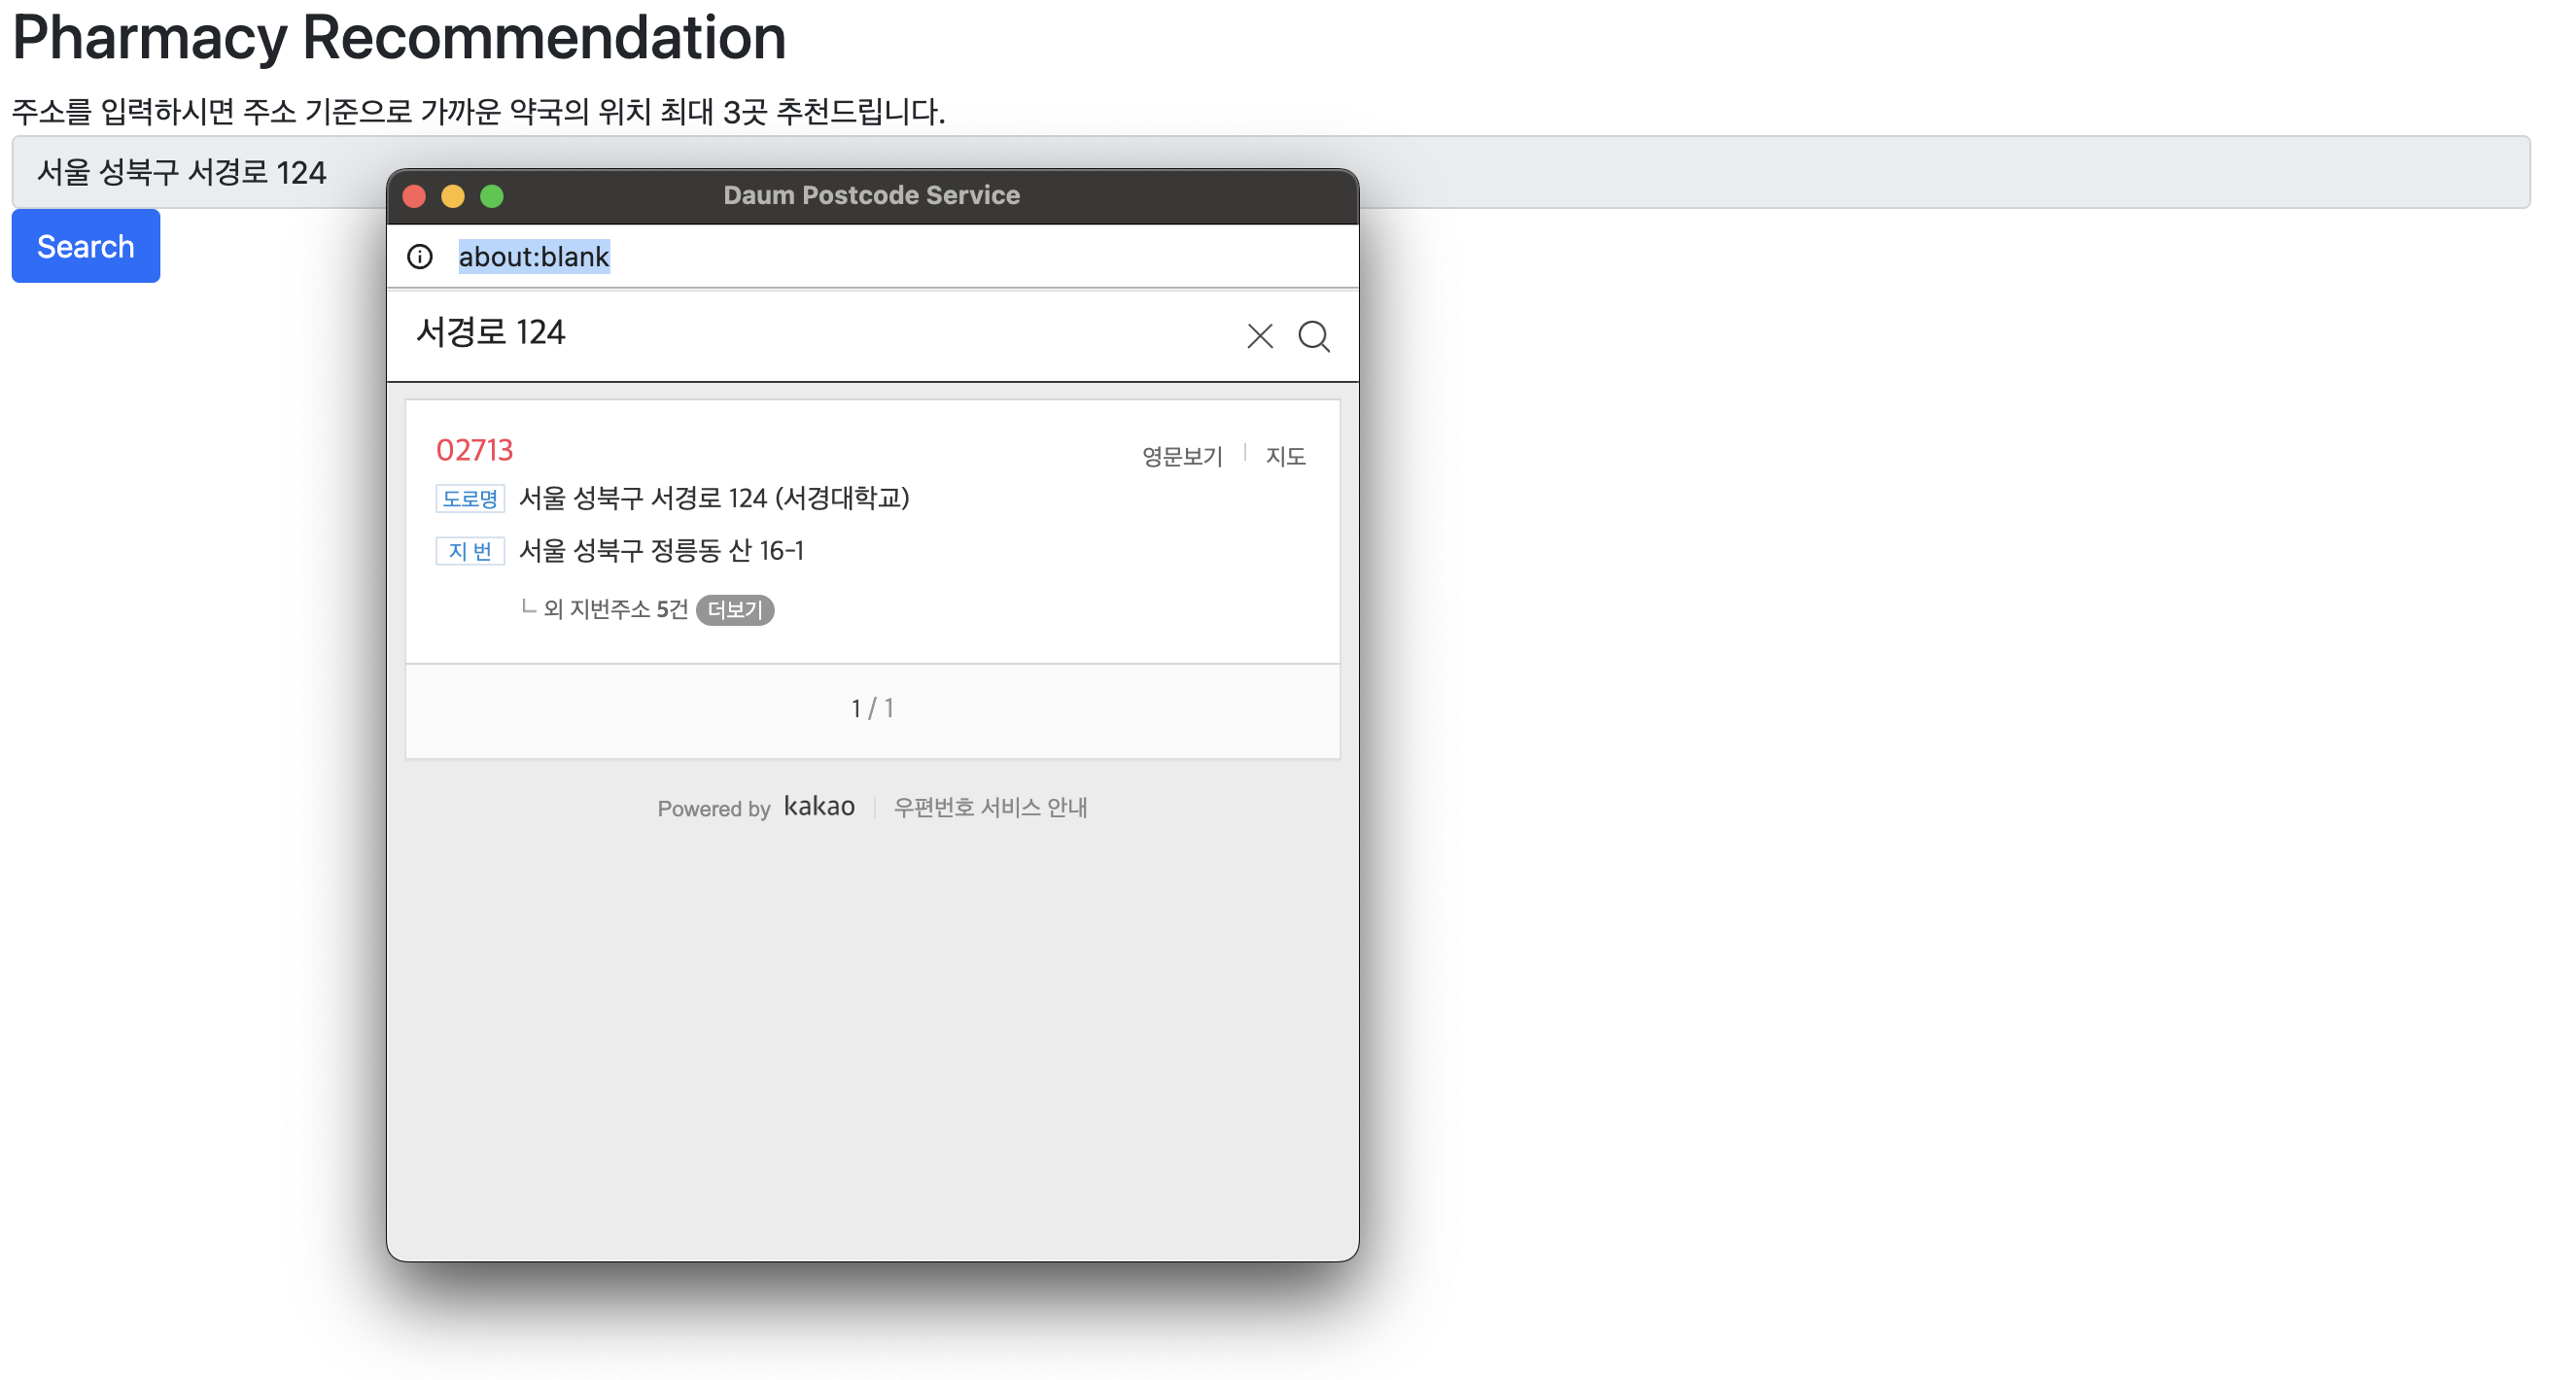 Pharmacy Recommendation
주소를 입력하시면 주소 기준으로 가까운 약국의 위치 최대 3곳 추천드립니다.
서울 성북구 서경로 124
Search
Daum Postcode Service
about:blank
서경로 124
02713
영문보기 지도
도로명 서울 성북구 서경로 124 (서경대학교)
지번 서울 성북구 정릉동 산 16-1
외 지번주소 5건 더보기
1 / 1
Powered by kakao 우편번호 서비스 안내